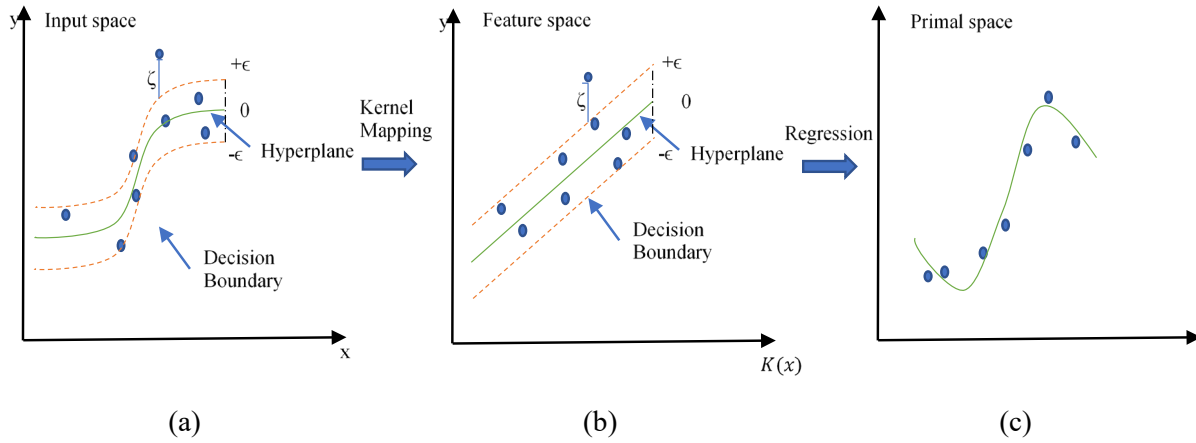 y
Input space
+ϵ
ζ
0
Hyperplane
-ϵ
Decision
Boundary
x
(a)
Kernel
Mapping
y
Feature space
+ϵ
ζ
0
-ϵ
Hyperplane
Decision
Boundary
K(x)
(b)
Regression
Primal space
(c)